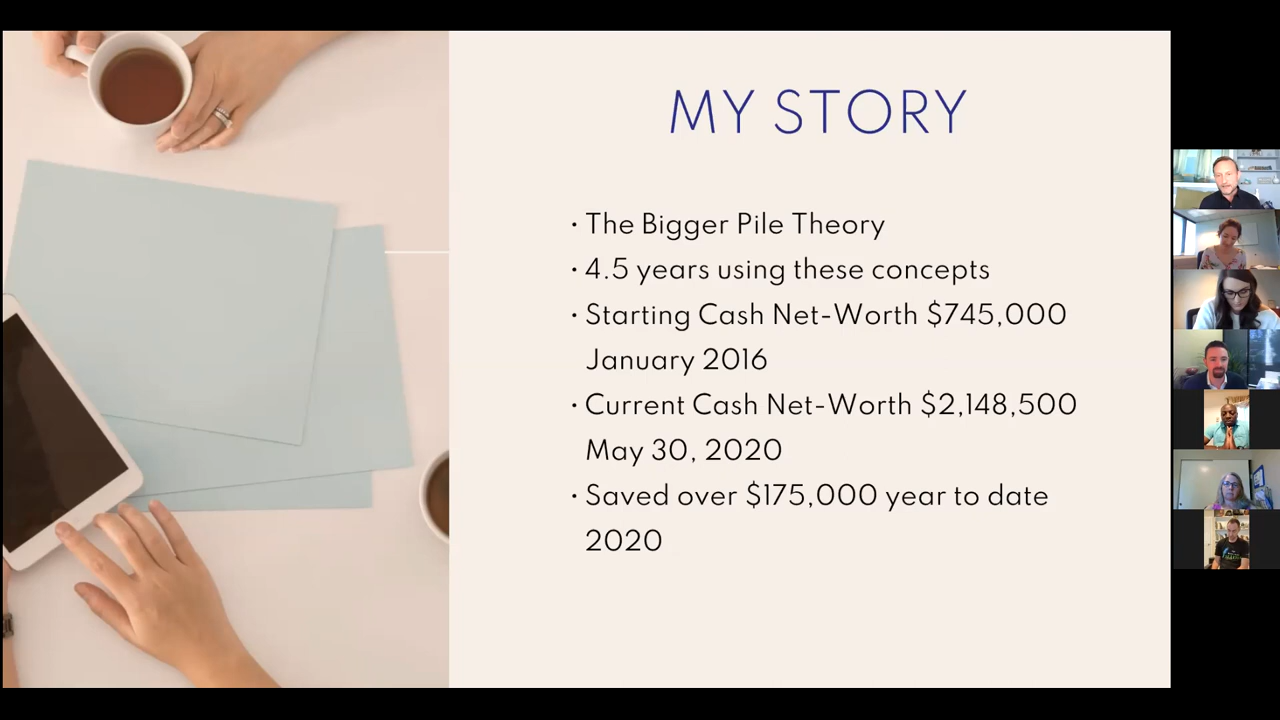 MY STORY
· The Bigger Pile Theory
· 4.5 years using these concepts
· Starting Cash Net-Worth $745,000
January 2016
· Current Cash Net-Worth $2,148,500
May 30, 2020
· Saved over $175,000 year to date
2020